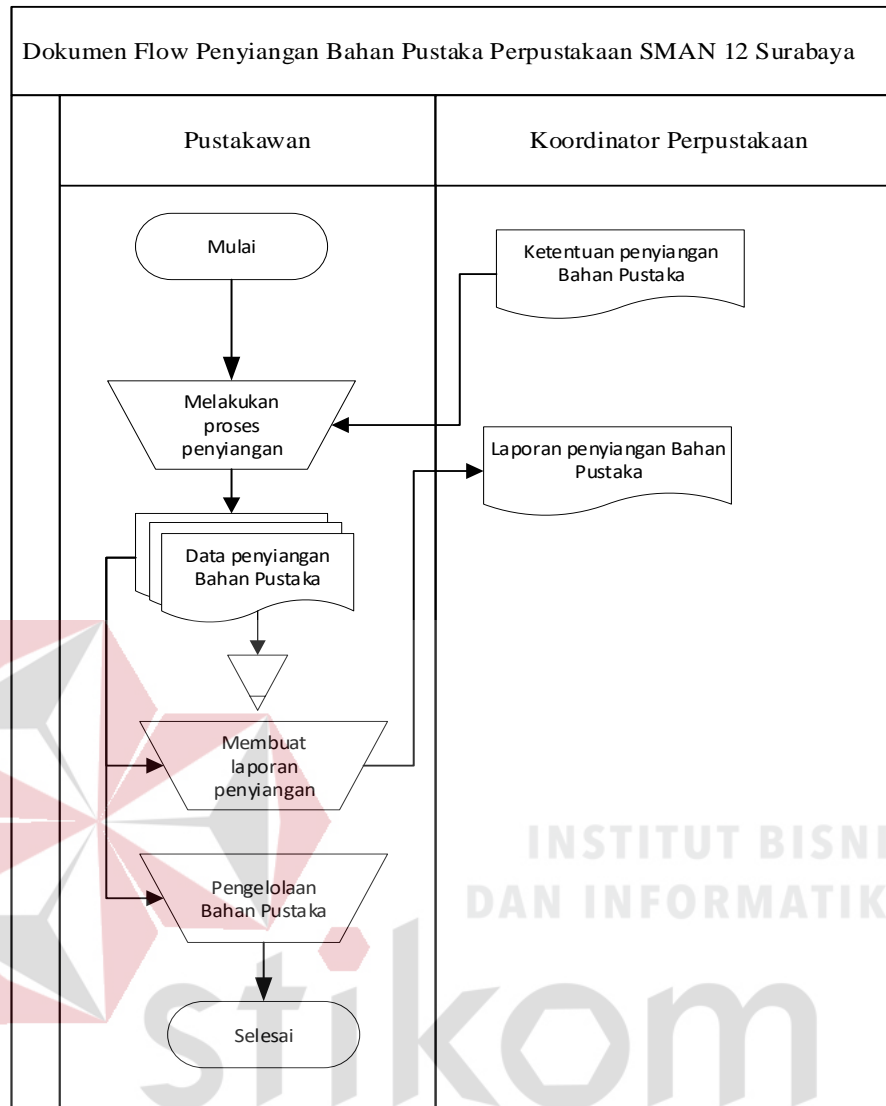 Dokumen Flow Penyiangan Bahan Pustaka Perpustakaan SMAN 12 Surabaya
Pustakawan
Koordinator Perpustakaan
Mulai
Ketentuan penyiangan
Bahan Pustaka
Melakukan
proses
penyiangan
Laporan penyiangan Bahan
Pustaka
Data penyiangan
Bahan Pustaka
Membuat
laporan
penyiangan
Pengelolaan
Bahan Pustaka
Selesai
INSTITUT BISNI
DAN INFORMATIK
stikom